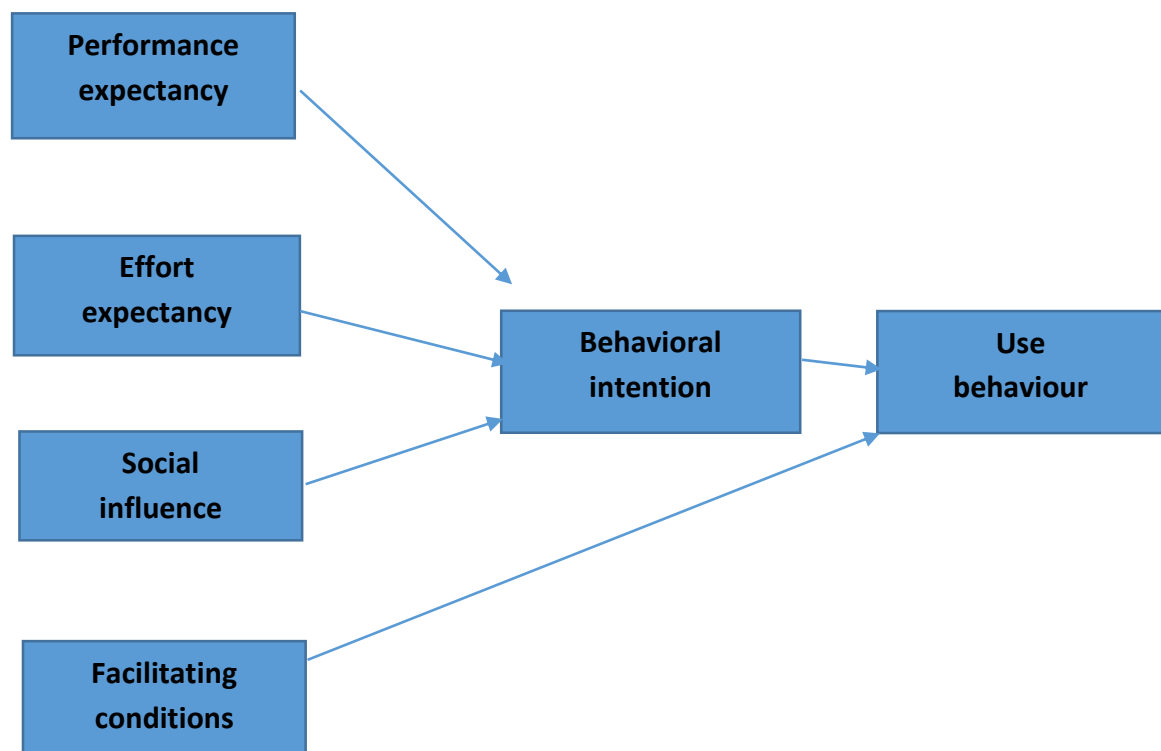 Performance
expectancy
Effort
expectancy
Behavioral
intention
Use
behaviour
Social
influence
Facilitating
conditions